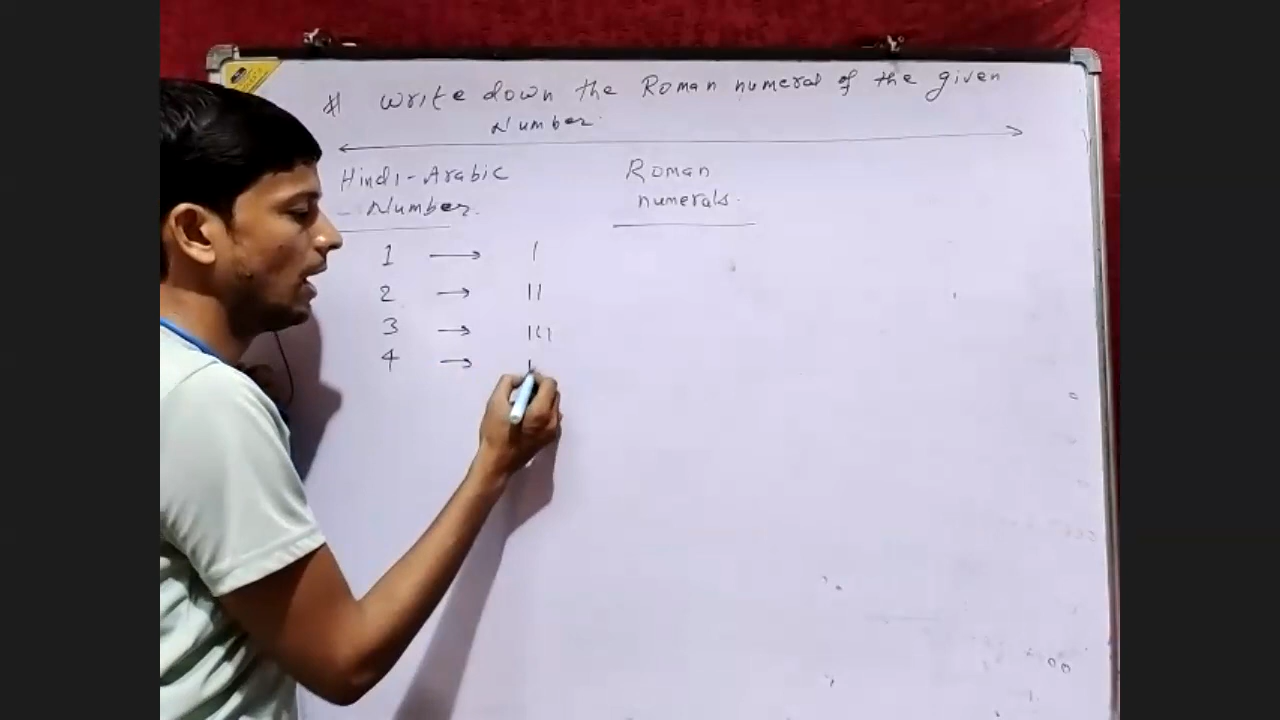 # Write down the Roman numeral of the given
Number.
Hindi-Arabic
- Number.
Roman
numerals.
1 → I
2 → II
3 → III
4 → I